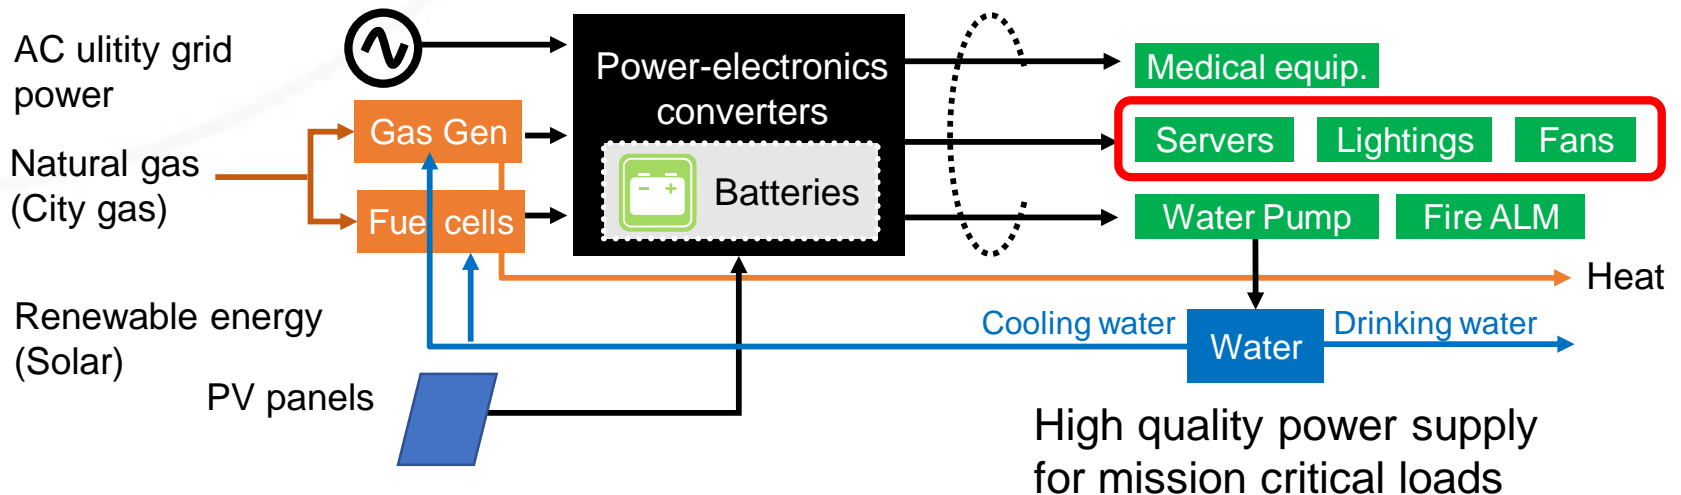 AC ulitity grid
power
Natural gas
(City gas)
Renewable energy
(Solar)
PV panels
Gas Gen
Fuel cells
Power-electronics
converters
- +
Batteries
Medical equip.
Servers
Lightings
Fans
Water Pump
Fire ALM
Heat
Cooling water
Water
Drinking water
High quality power supply
for mission critical loads